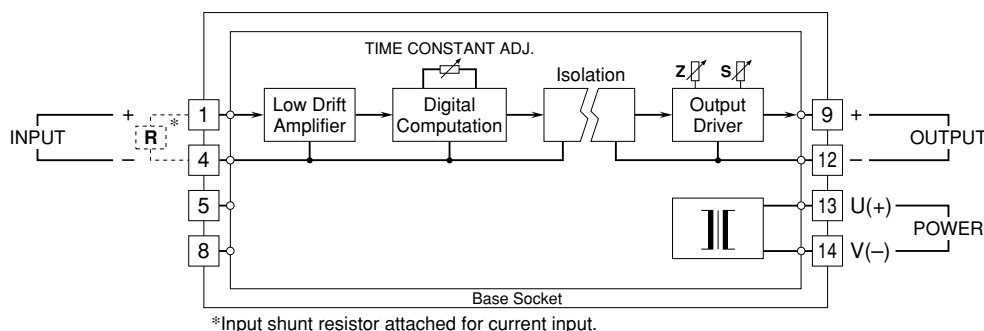 TIME CONSTANT ADJ.
Isolation
Z S
INPUT
+
–
R
*
1
4
5
8
Low Drift
Amplifier
Digital
Computation
Output
Driver
9 +
12 –
OUTPUT
13 U(+)
14 V(–)
POWER
Base Socket
*Input shunt resistor attached for current input.